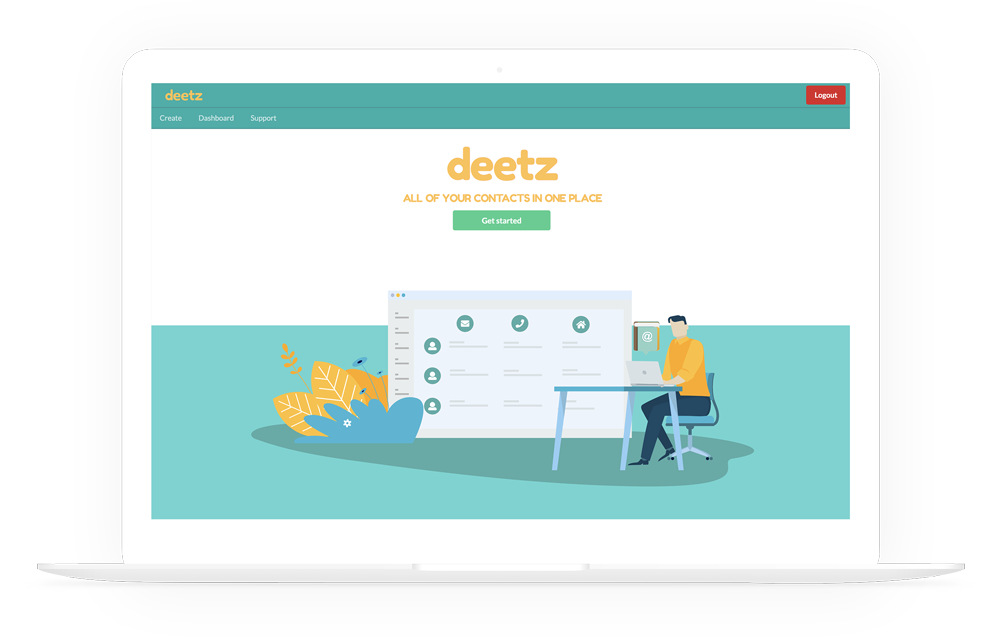 deetz
Logout
Create Dashboard Support
deetz
ALL OF YOUR CONTACTS IN ONE PLACE
Get started
@